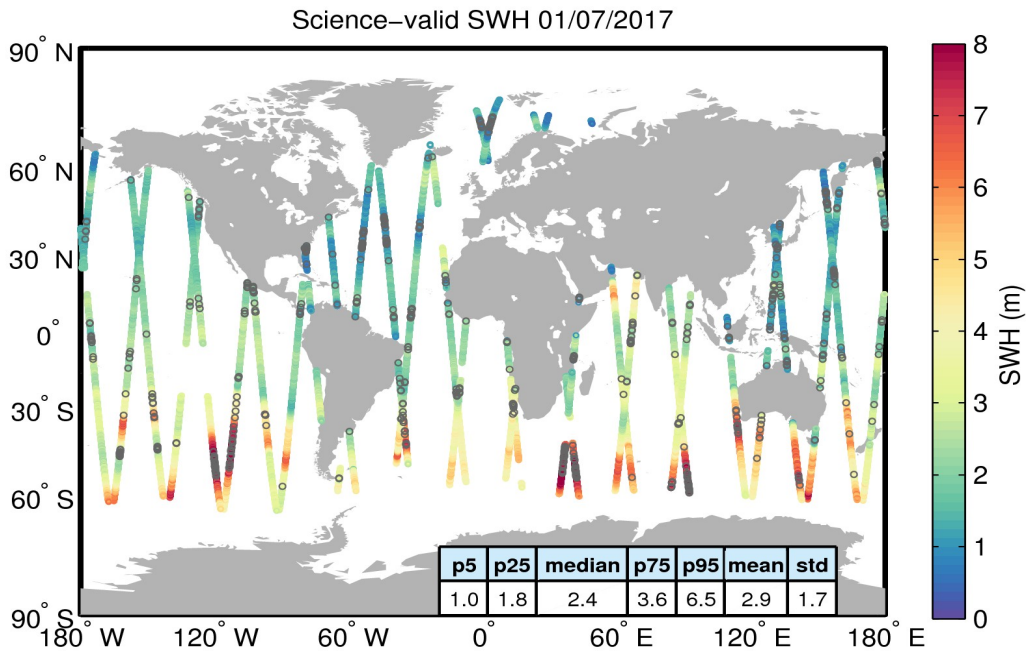 Science−valid SWH 01/07/2017
90° N
60° N
30° N
0°
30° S
60° S
90° S
180° W
120° W
60° W
0°
60° E
120° E
180° E
p5 p25 median p75 p95 mean std
1.0 1.8 2.4 3.6 6.5 2.9 1.7
8
7
6
5
4
3
2
1
0
SWH (m)